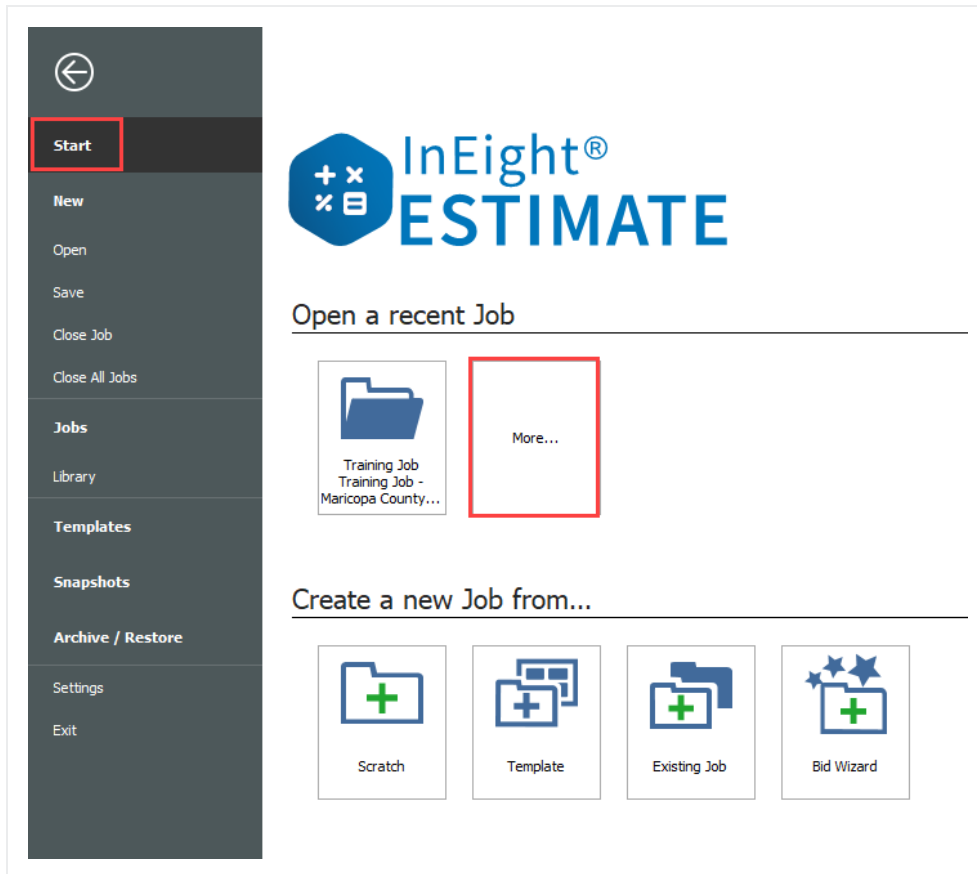 Start
New
Open
Save
Close Job
Close All Jobs
Jobs
Library
Templates
Snapshots
Archive / Restore
Settings
Exit
InEight®
ESTIMATE
Open a recent Job
Training Job
Training Job -
Maricopa County...
More...
Create a new Job from...
Scratch
Template
Existing Job
Bid Wizard